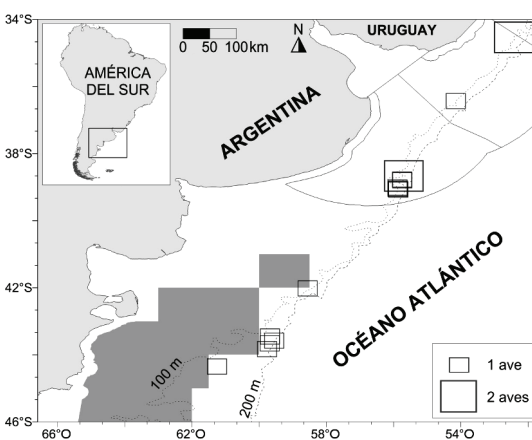 34°S
38°S
42°S
46°S
66°O
62°O
58°O
54°O
AMÉRICA
DEL SUR
0 50 100km
N
URUGUAY
ARGENTINA
OCÉANO ATLÁNTICO
100 m
200 m
1 ave
2 aves